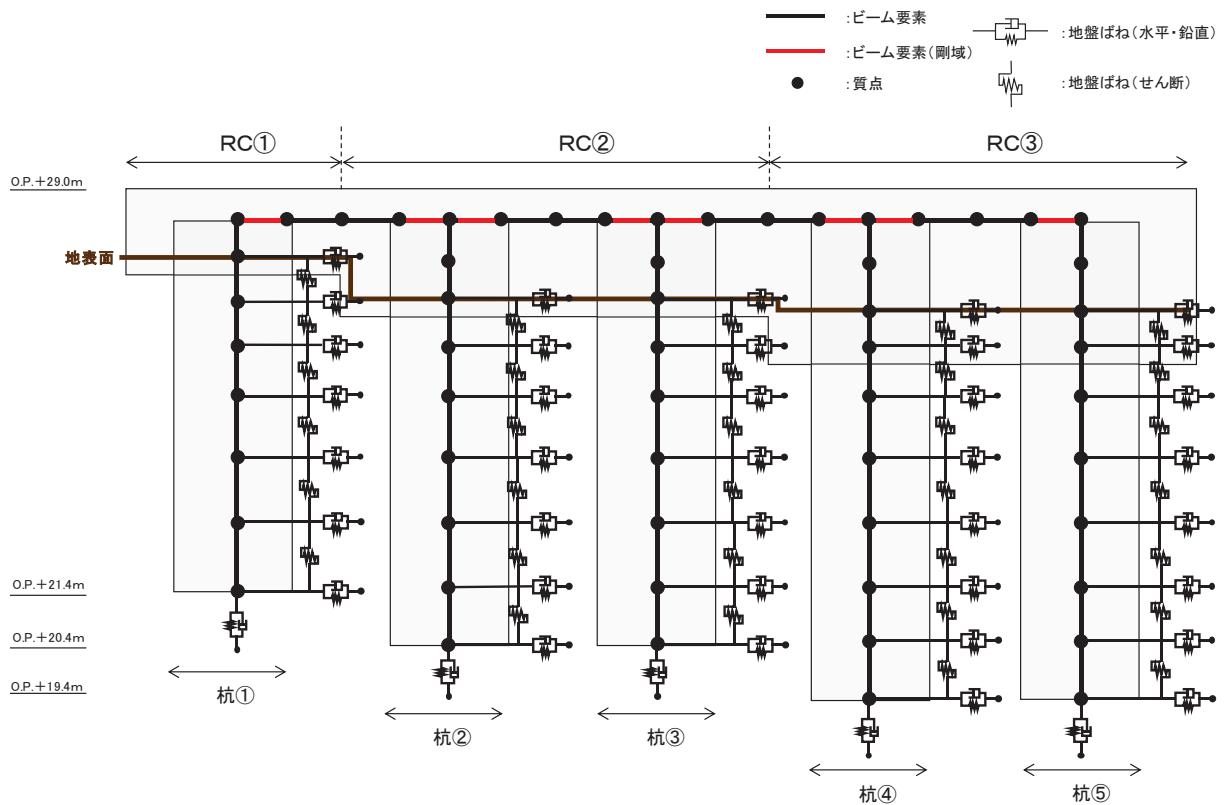 :ビーム要素
:地盤ばね(水平・鉛直)
:ビーム要素(剛域)
:質点
:地盤ばね(せん断)
RC①
RC②
RC③
O.P.+29.0m
地表面
O.P.+21.4m
O.P.+20.4m
O.P.+19.4m
杭①
杭②
杭③
杭④
杭⑤